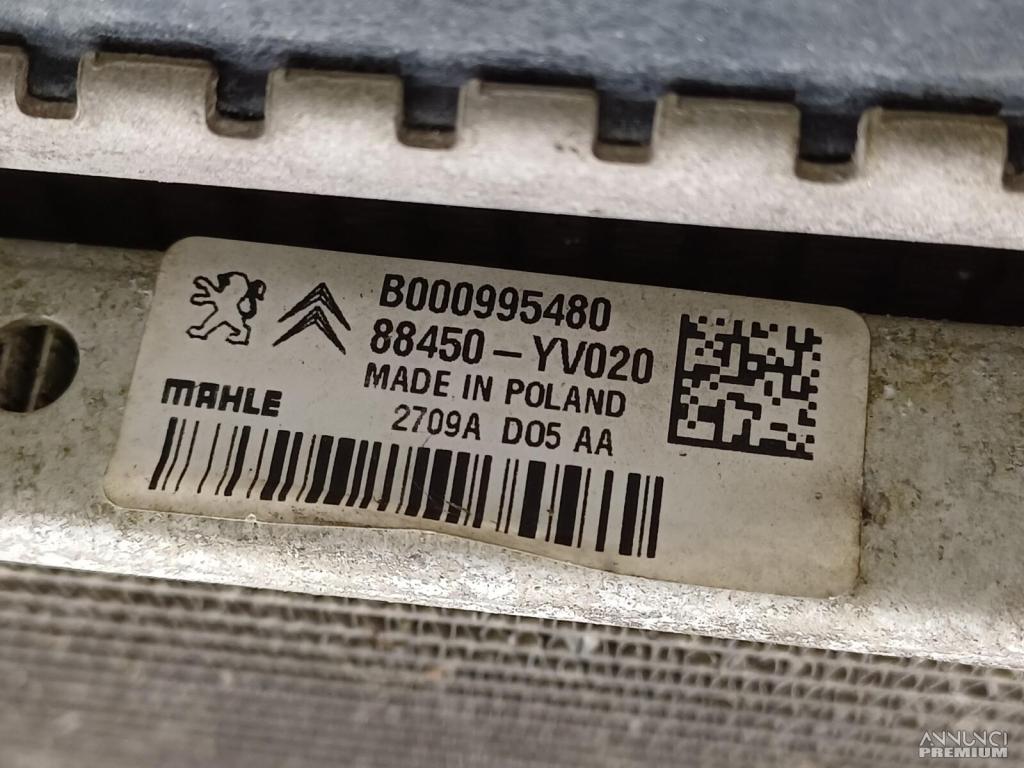 B000995480
88450-YV020
MADE IN POLAND
MAHLE
2709A D05 AA
ANNUNCI
PREMIUM